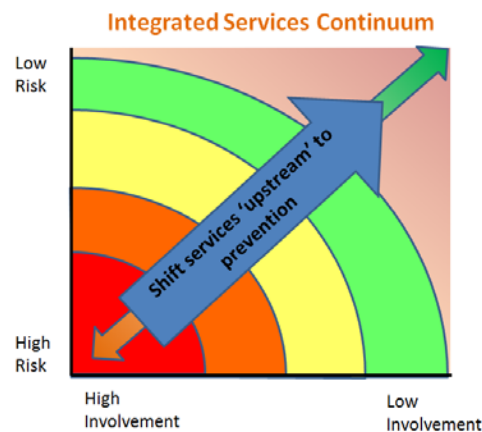 Integrated Services Continuum
Low
Risk
Shift services ‘upstream’ to
prevention
High
Risk
High
Involvement
Low
Involvement